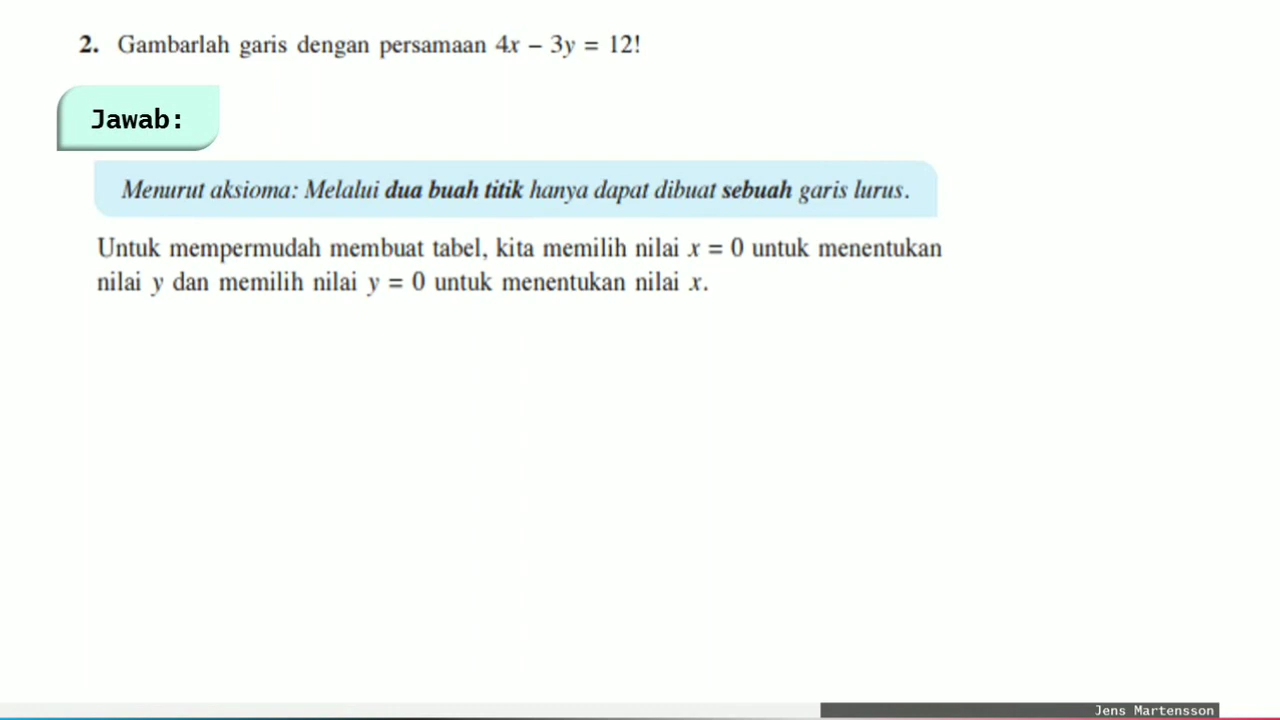 2. Gambarlah garis dengan persamaan 4x – 3y = 12!
Jawab:
Menurut aksioma: Melalui dua buah titik hanya dapat dibuat sebuah garis lurus.
Untuk mempermudah membuat tabel, kita memilih nilai x = 0 untuk menentukan
nilai y dan memilih nilai y = 0 untuk menentukan nilai x.
Jens Martensson